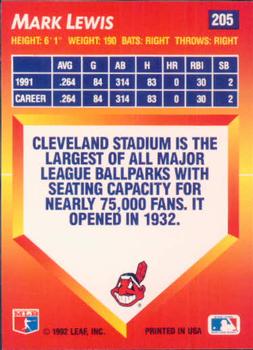 MARK LEWIS 205
HEIGHT: 6'1" WEIGHT: 190 BATS: RIGHT THROWS: RIGHT
AVG G AB H HR RBI SB
1991 .264 84 314 83 0 30 2
CAREER .264 84 314 83 0 30 2
CLEVELAND STADIUM IS THE
LARGEST OF ALL MAJOR
LEAGUE BALLPARKS WITH
SEATING CAPACITY FOR
NEARLY 75,000 FANS. IT
OPENED IN 1932.
MLB
© 1992 LEAF, INC. PRINTED IN USA